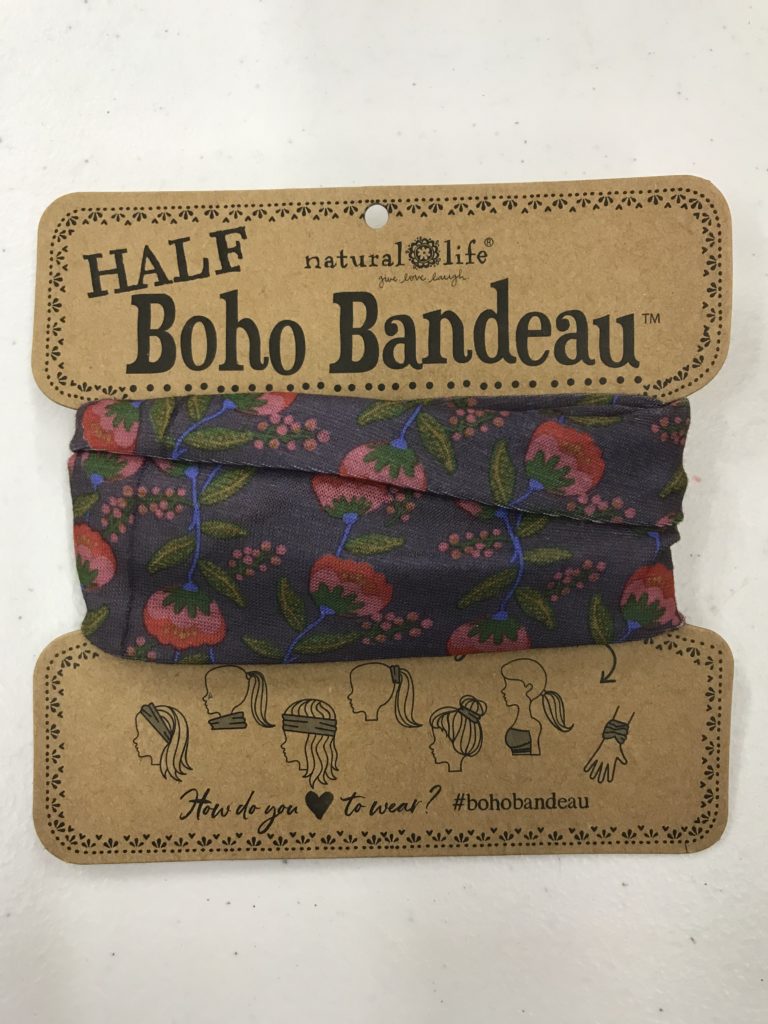 HALF
natural life®
give. love. laugh.
Boho Bandeau™
How do you ♥ to wear? #bohobandeau